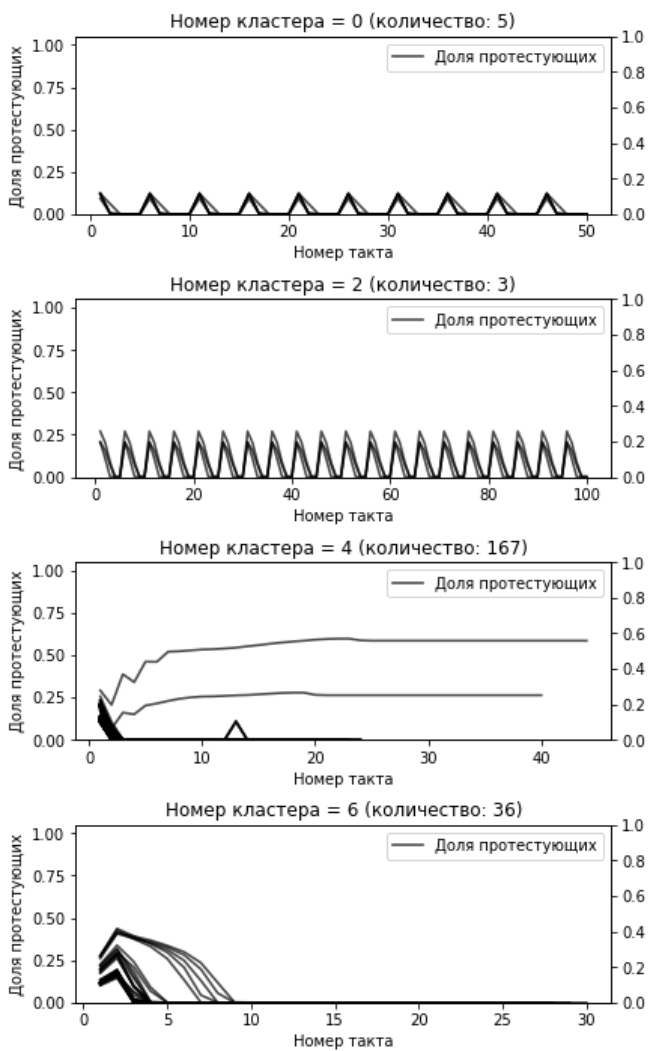 Номер кластера = 0 (количество: 5)
Доля протестующих
1.00
0.75
0.50
0.25
0.00
Доля протестующих
1.0
0.8
0.6
0.4
0.2
0.0
0 10 20 30 40 50
Номер такта
Номер кластера = 2 (количество: 3)
Доля протестующих
1.00
0.75
0.50
0.25
0.00
Доля протестующих
1.0
0.8
0.6
0.4
0.2
0.0
0 20 40 60 80 100
Номер такта
Номер кластера = 4 (количество: 167)
Доля протестующих
1.00
0.75
0.50
0.25
0.00
Доля протестующих
1.0
0.8
0.6
0.4
0.2
0.0
0 10 20 30 40
Номер такта
Номер кластера = 6 (количество: 36)
Доля протестующих
1.00
0.75
0.50
0.25
0.00
Доля протестующих
1.0
0.8
0.6
0.4
0.2
0.0
0 5 10 15 20 25 30
Номер такта